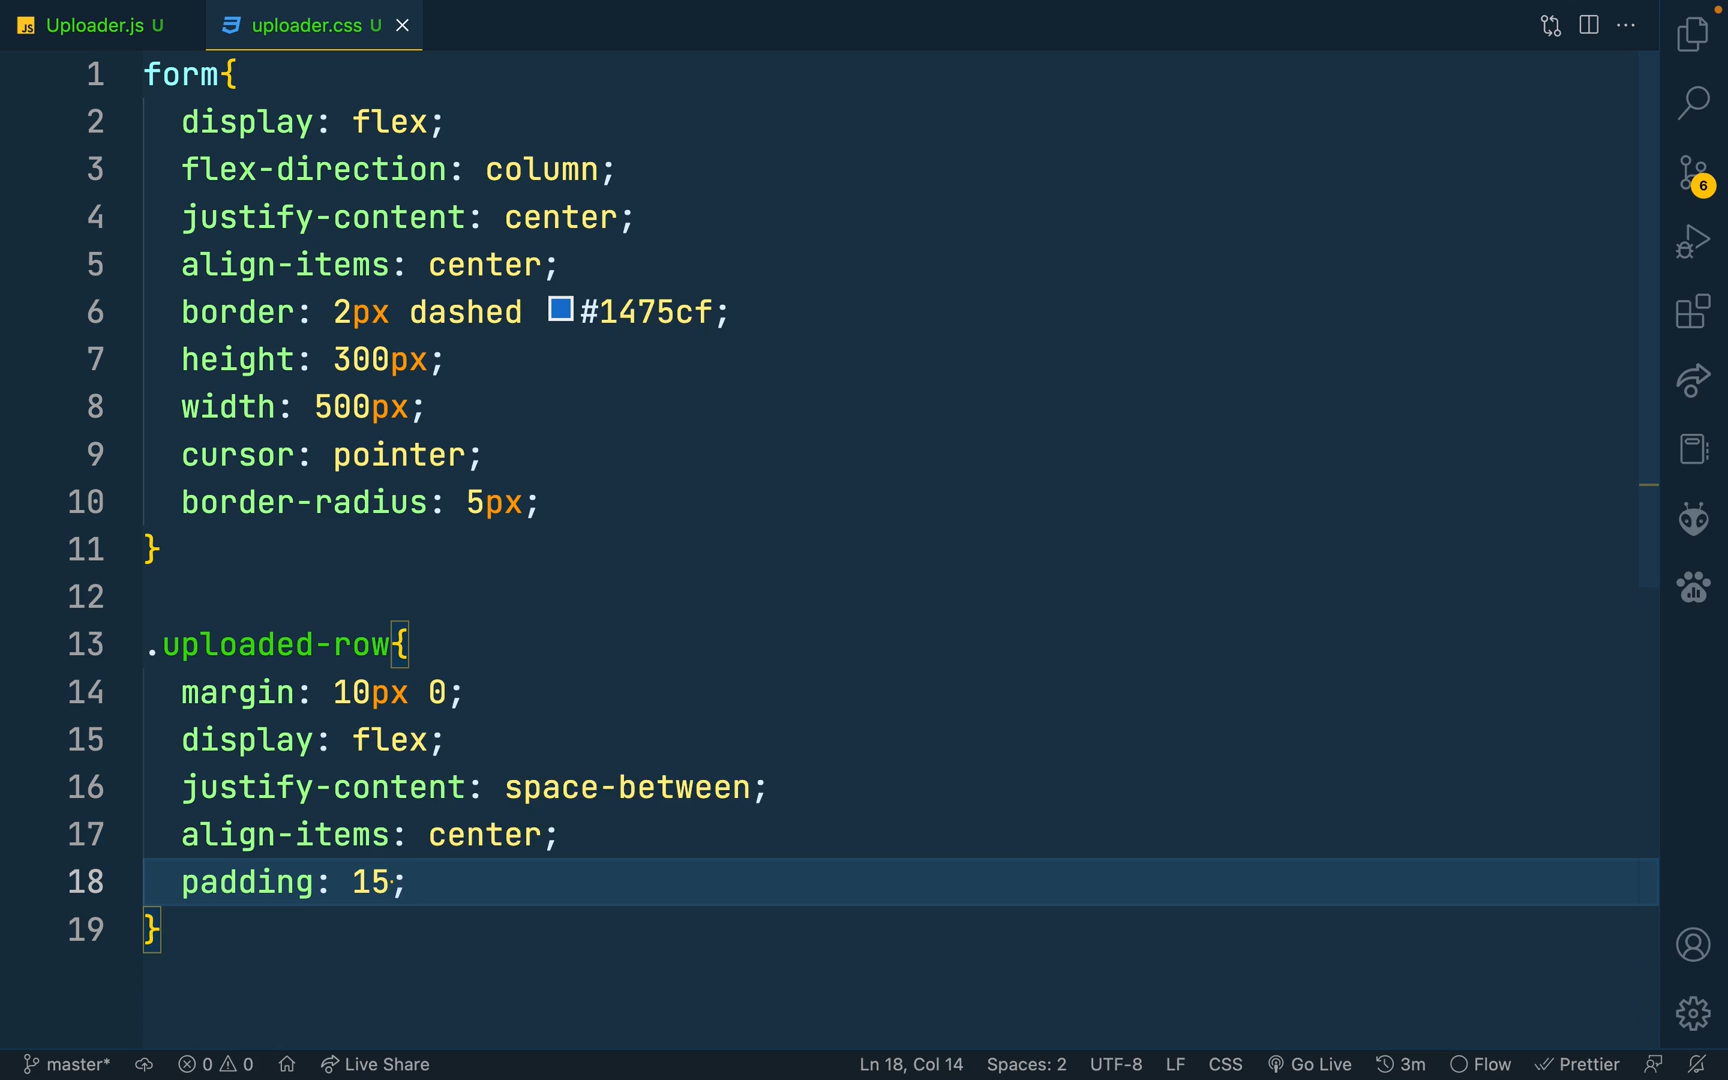 JS Uploader.js U
uploader.css U
1 form{
2 display: flex;
3 flex-direction: column;
4 justify-content: center;
5 align-items: center;
6 border: 2px dashed #1475cf;
7 height: 300px;
8 width: 500px;
9 cursor: pointer;
10 border-radius: 5px;
11 }
12
13 .uploaded-row{
14 margin: 10px 0;
15 display: flex;
16 justify-content: space-between;
17 align-items: center;
18 padding: 15 ;
19 }
6
master* 0 0 Live Share Ln 18, Col 14 Spaces: 2 UTF-8 LF CSS Go Live 3m Flow Prettier